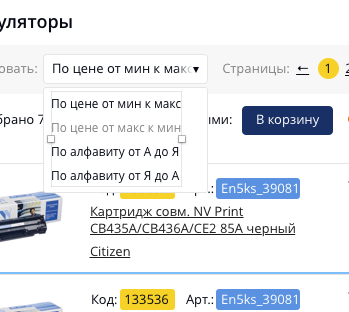 уляторы
овать: По цене от мин к макс ▼ Страницы: ← 1
По цене от мин к макс
По цене от макс к мин
По алфавиту от А до Я
По алфавиту от Я до А
брано 7 ыми: В корзину
Арт.: En5ks_39081
Картридж совм. NV Print
CB435A/CB436A/CE2 85A черный
Citizen
Код: 133536 Арт.: En5ks_39081